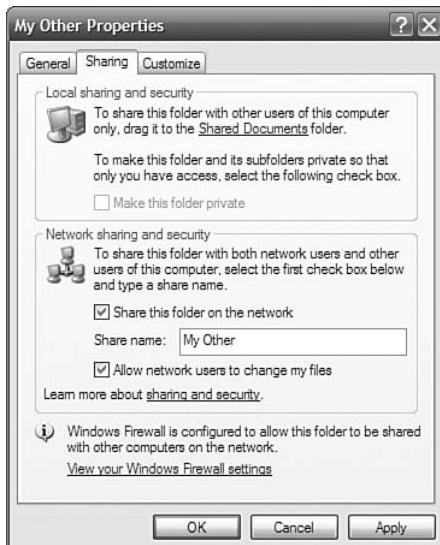 My Other Properties
General Sharing Customize
Local sharing and security
To share this folder with other users of this computer
only, drag it to the Shared Documents folder.
To make this folder and its subfolders private so that
only you have access, select the following check box.
Make this folder private
Network sharing and security
To share this folder with both network users and other
users of this computer, select the first check box below
and type a share name.
Share this folder on the network
Share name: My Other
Allow network users to change my files
Learn more about sharing and security.
Windows Firewall is configured to allow this folder to be shared
with other computers on the network.
View your Windows Firewall settings
OK Cancel Apply